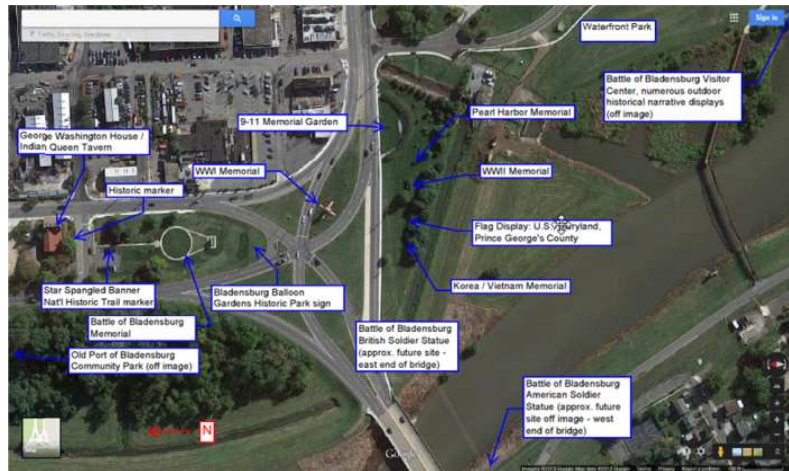 Sign in
Waterfront Park
Battle of Bladensburg Visitor
Center, numerous outdoor
historical narrative displays
(off image)
Pearl Harbor Memorial
9-11 Memorial Garden
George Washington House /
Indian Queen Tavern
WWI Memorial
WWII Memorial
Historic marker
Flag Display: U.S., Maryland,
Prince George's County
Star Spangled Banner
Nat'l Historic Trail marker
Bladensburg Balloon
Gardens Historic Park sign
Korea / Vietnam Memorial
Battle of Bladensburg
Memorial
Battle of Bladensburg
British Soldier Statue
(approx. future site -
east end of bridge)
Old Port of Bladensburg
Community Park (off image)
Battle of Bladensburg
American Soldier
Statue (approx. future
site off image - west
end of bridge)
N
Google